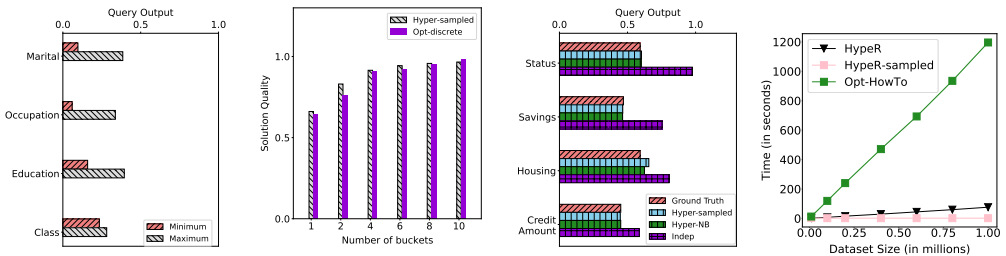 Query Output
0.0 0.5 1.0
Marital
Occupation
Education
Class
Minimum
Maximum
Hyper-sampled
Opt-discrete
1.0
0.5
0.0
Solution Quality
1 2 4 6 8 10
Number of buckets
Query Output
0.0 0.5 1.0
Status
Savings
Housing
Credit
Amount
Ground Truth
Hyper-sampled
Hyper-NB
Indep
HypeR
HypeR-sampled
Opt-HowTo
1200
1000
800
600
400
200
0
Time (in seconds)
0.00 0.25 0.50 0.75 1.00
Dataset Size (in millions)